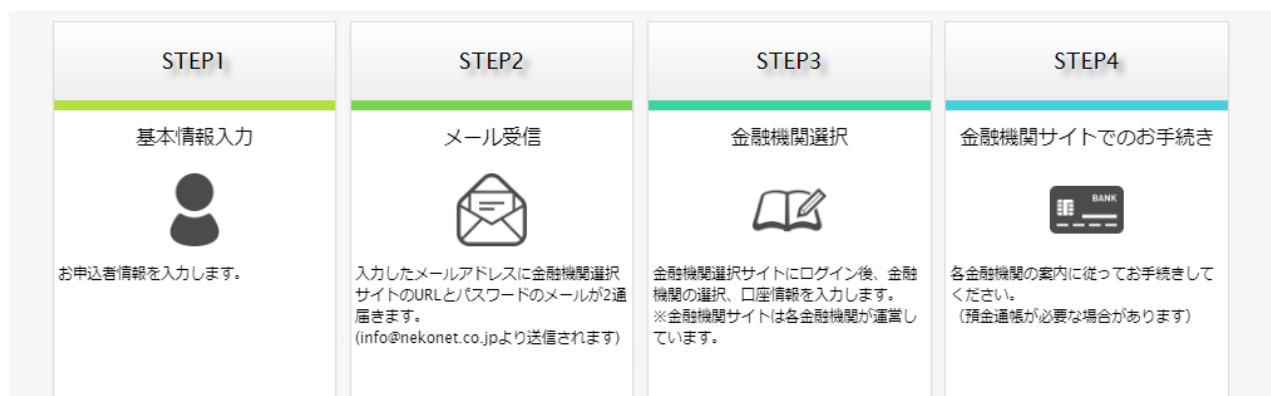 STEP1
基本情報入力
お申込者情報を入力します。
STEP2
メール受信
入力したメールアドレスに金融機関選択
サイトのURLとパスワードのメールが2通
届きます。
(info@nekonet.co.jpより送信されます)
STEP3
金融機関選択
金融機関選択サイトにログイン後、金融
機関の選択、口座情報を入力します。
※金融機関サイトは各金融機関が運営し
ています。
STEP4
金融機関サイトでのお手続き
BANK
各金融機関の案内に従ってお手続きして
ください。
（預金通帳が必要な場合があります）